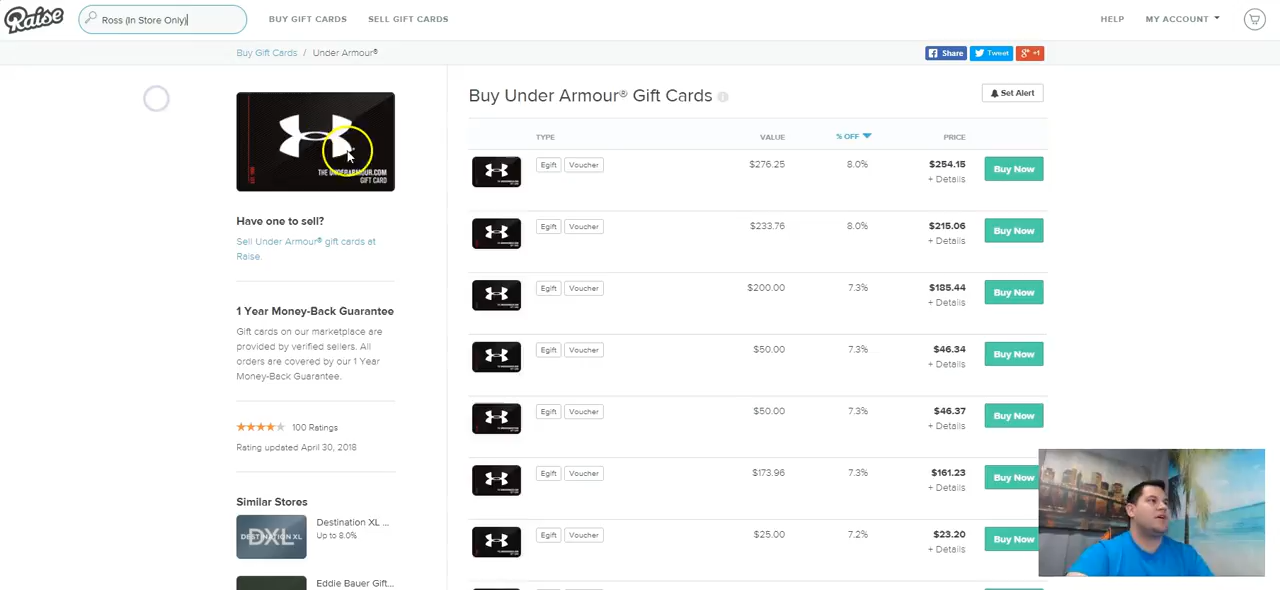 Raise
Ross (In Store Only)
BUY GIFT CARDS
SELL GIFT CARDS
HELP
MY ACCOUNT
Buy Gift Cards / Under Armour®
Share
Tweet
g+ +1
THE UNDERARMOUR.COM
GIFT CARD
Have one to sell?
Sell Under Armour® gift cards at
Raise.
1 Year Money-Back Guarantee
Gift cards on our marketplace are
provided by verified sellers. All
orders are covered by our 1 Year
Money-Back Guarantee.
100 Ratings
Rating updated April 30, 2018
Similar Stores
DESTINATION XL
DXL
Destination XL ...
Up to 8.0%
Eddie Bauer Gift...
Buy Under Armour® Gift Cards
Set Alert
TYPE VALUE % OFF PRICE
Egift Voucher $276.25 8.0% $254.15 Buy Now
+ Details
Egift Voucher $233.76 8.0% $215.06 Buy Now
+ Details
Egift Voucher $200.00 7.3% $185.44 Buy Now
+ Details
Egift Voucher $50.00 7.3% $46.34 Buy Now
+ Details
Egift Voucher $50.00 7.3% $46.37 Buy Now
+ Details
Egift Voucher $173.96 7.3% $161.23 Buy Now
+ Details
Egift Voucher $25.00 7.2% $23.20 Buy Now
+ Details